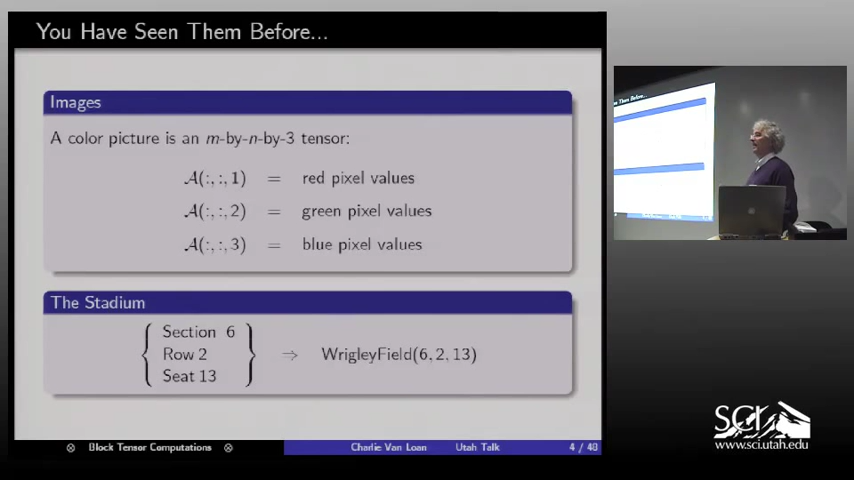 You Have Seen Them Before...
Images
A color picture is an m-by-n-by-3 tensor:
𝒜(:, :, 1) = red pixel values
𝒜(:, :, 2) = green pixel values
𝒜(:, :, 3) = blue pixel values
The Stadium
Section 6
Row 2
Seat 13
⇒ WrigleyField(6, 2, 13)
⊗ Block Tensor Computations ⊗ Charlie Van Loan Utah Talk 4 / 48
SCI
www.sci.utah.edu